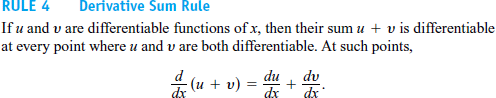 RULE 4 Derivative Sum Rule
If u and v are differentiable functions of x, then their sum u + v is differentiable
at every point where u and v are both differentiable. At such points,
d/dx (u + v) = du/dx + dv/dx.